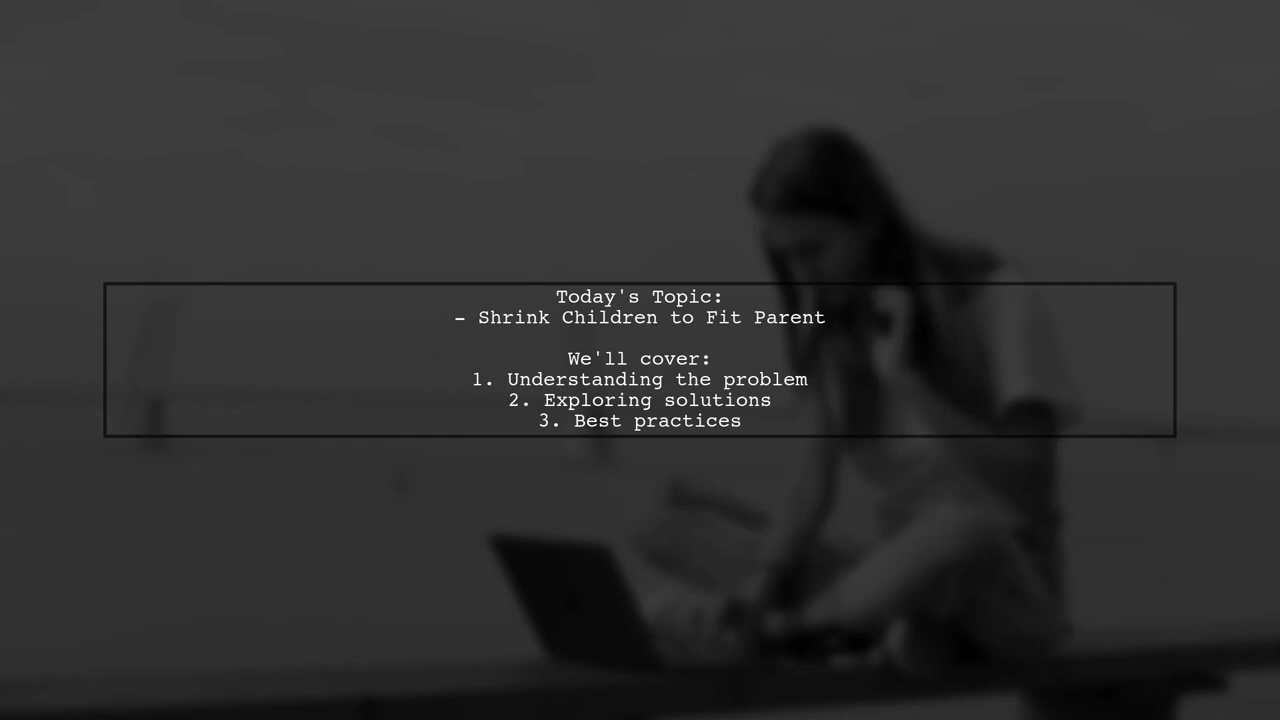 Today's Topic:
- Shrink Children to Fit Parent
We'll cover:
1. Understanding the problem
2. Exploring solutions
3. Best practices